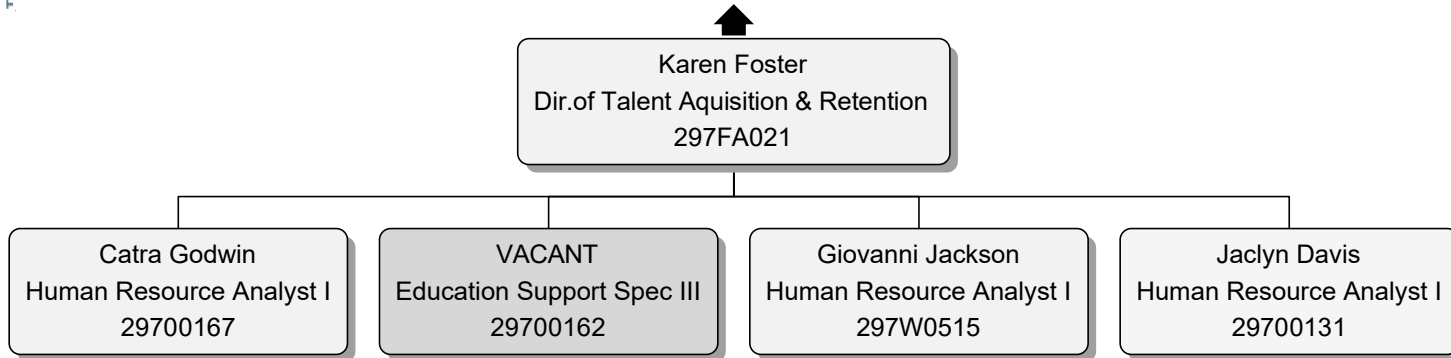 Karen Foster
Dir.of Talent Aquisition & Retention
297FA021
Catra Godwin
Human Resource Analyst I
29700167
VACANT
Education Support Spec III
29700162
Giovanni Jackson
Human Resource Analyst I
297W0515
Jaclyn Davis
Human Resource Analyst I
29700131